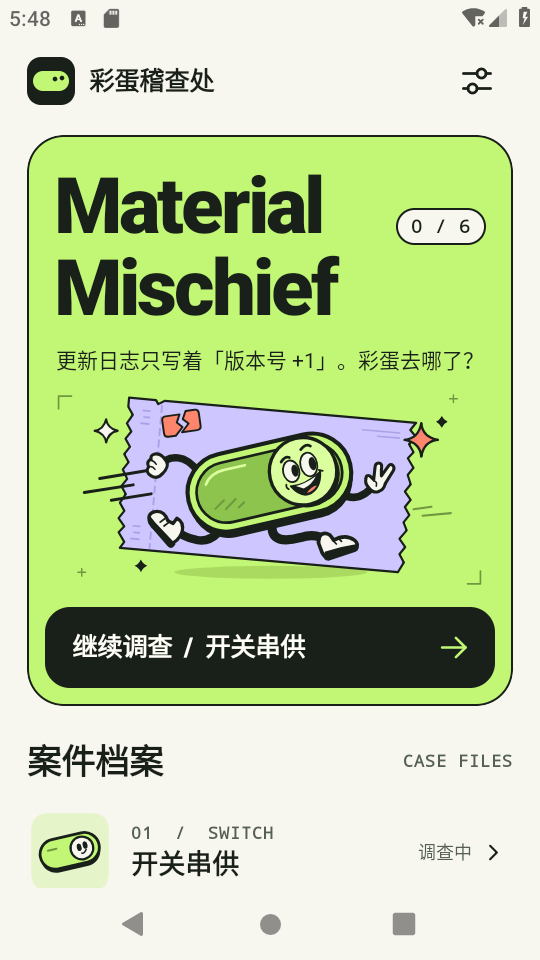 5:48
彩蛋稽查处
Material
Mischief
0 / 6
更新日志只写着「版本号 +1」。彩蛋去哪了?
继续调查 / 开关串供
案件档案
CASE FILES
01 / SWITCH
开关串供
调查中